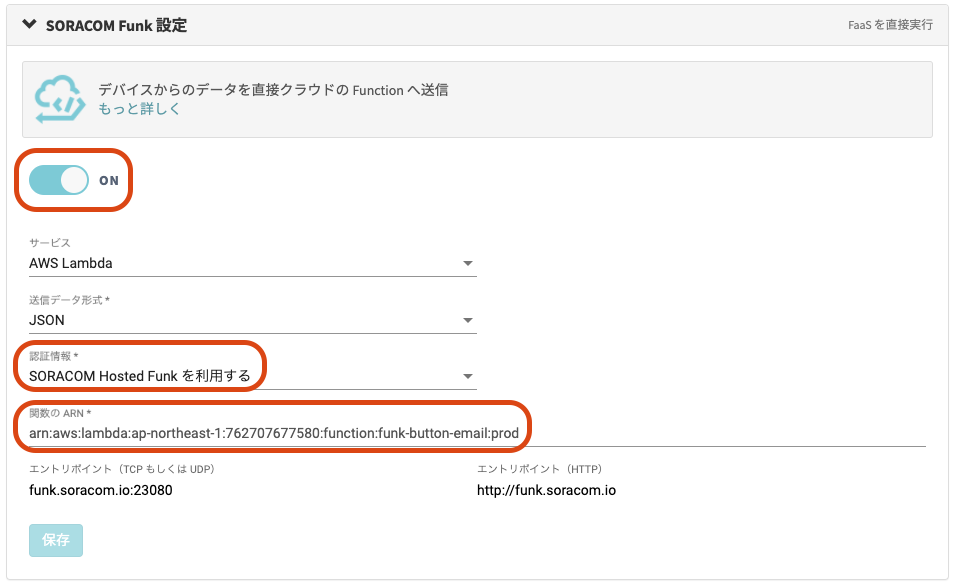 SORACOM Funk 設定
FaaS を直接実行
デバイスからのデータを直接クラウドの Function へ送信
もっと詳しく
ON
サービス
AWS Lambda
送信データ形式 *
JSON
認証情報 *
SORACOM Hosted Funk を利用する
関数の ARN *
arn:aws:lambda:ap-northeast-1:762707677580:function:funk-button-email:prod
エントリポイント（TCP もしくは UDP）
funk.soracom.io:23080
エントリポイント（HTTP）
http://funk.soracom.io
保存